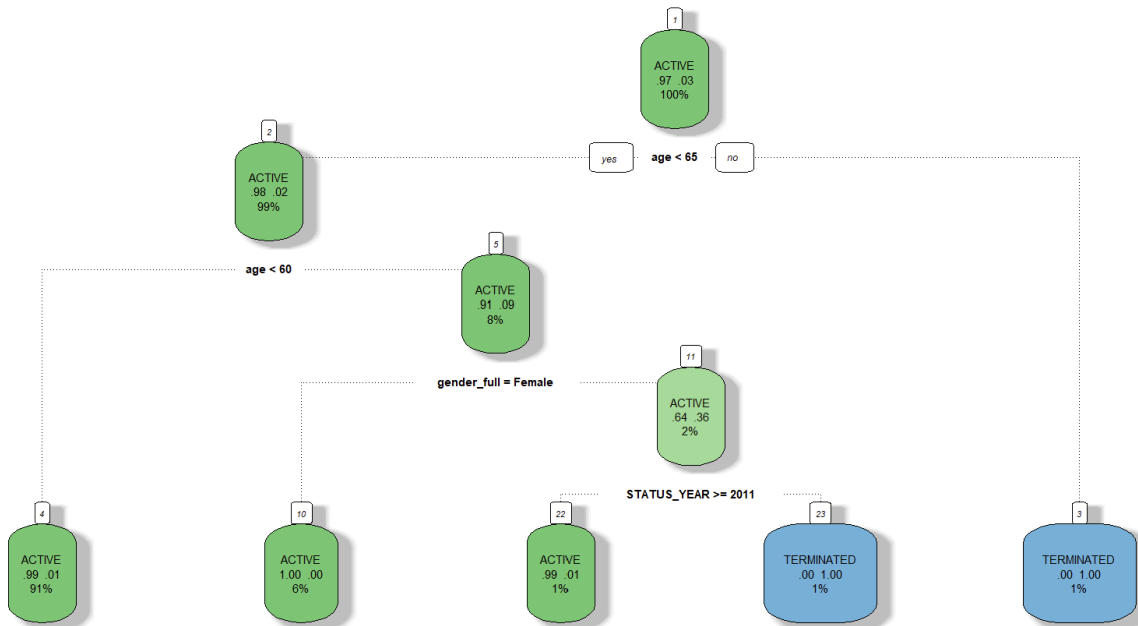 1
ACTIVE
.97 .03
100%
yes
age < 65
no
2
ACTIVE
.98 .02
99%
age < 60
5
ACTIVE
.91 .09
8%
gender_full = Female
11
ACTIVE
.64 .36
2%
STATUS_YEAR >= 2011
4
ACTIVE
.99 .01
91%
10
ACTIVE
1.00 .00
6%
22
ACTIVE
.99 .01
1%
23
TERMINATED
.00 1.00
1%
3
TERMINATED
.00 1.00
1%